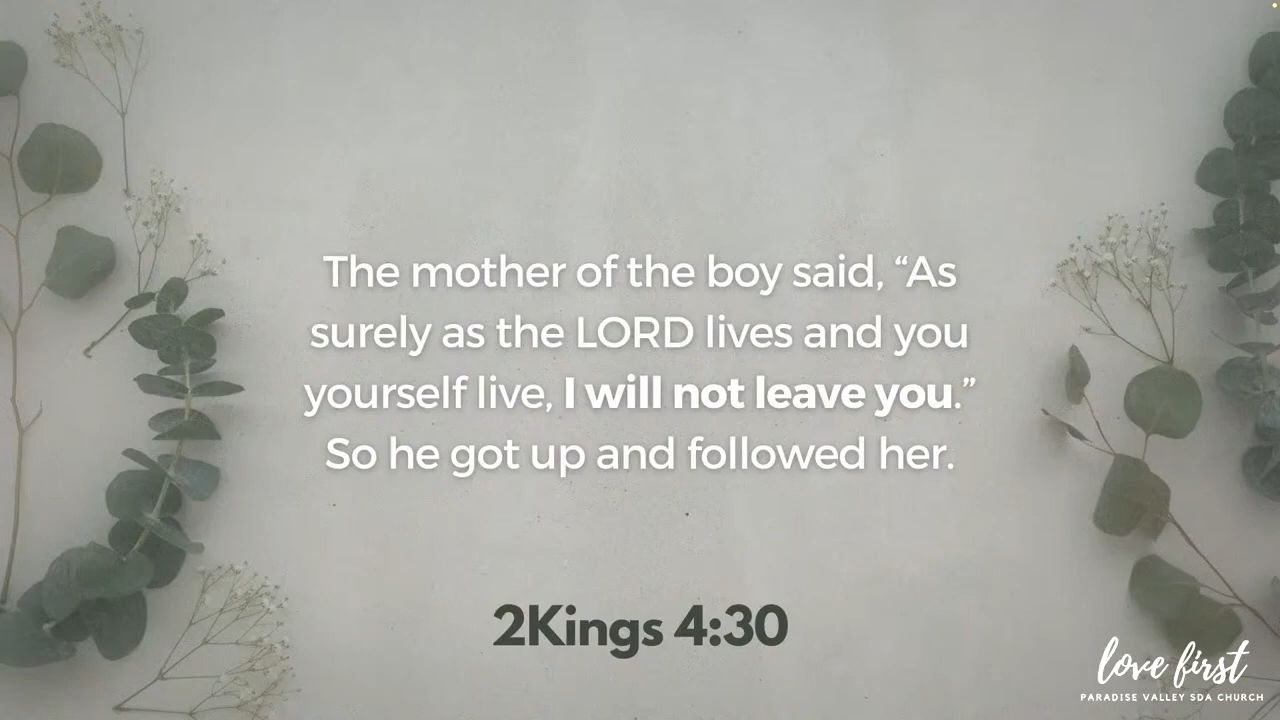 The mother of the boy said, “As
surely as the LORD lives and you
yourself live, I will not leave you.”
So he got up and followed her.
2Kings 4:30
love first
PARADISE VALLEY SDA CHURCH